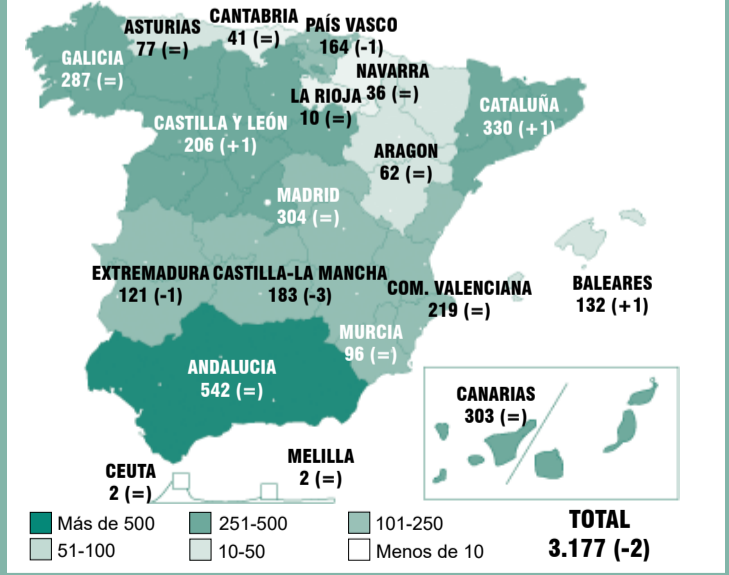 ASTURIAS
77 (=)
CANTABRIA
41 (=)
PAÍS VASCO
164 (-1)
GALICIA
287 (=)
NAVARRA
36 (=)
LA RIOJA
10 (=)
CATALUÑA
330 (+1)
CASTILLA Y LEÓN
206 (+1)
ARAGON
62 (=)
MADRID
304 (=)
EXTREMADURA
121 (-1)
CASTILLA-LA MANCHA
183 (-3)
COM. VALENCIANA
219 (=)
BALEARES
132 (+1)
MURCIA
96 (=)
ANDALUCIA
542 (=)
CANARIAS
303 (=)
CEUTA
2 (=)
MELILLA
2 (=)
Más de 500
251-500
101-250
51-100
10-50
Menos de 10
TOTAL
3.177 (-2)